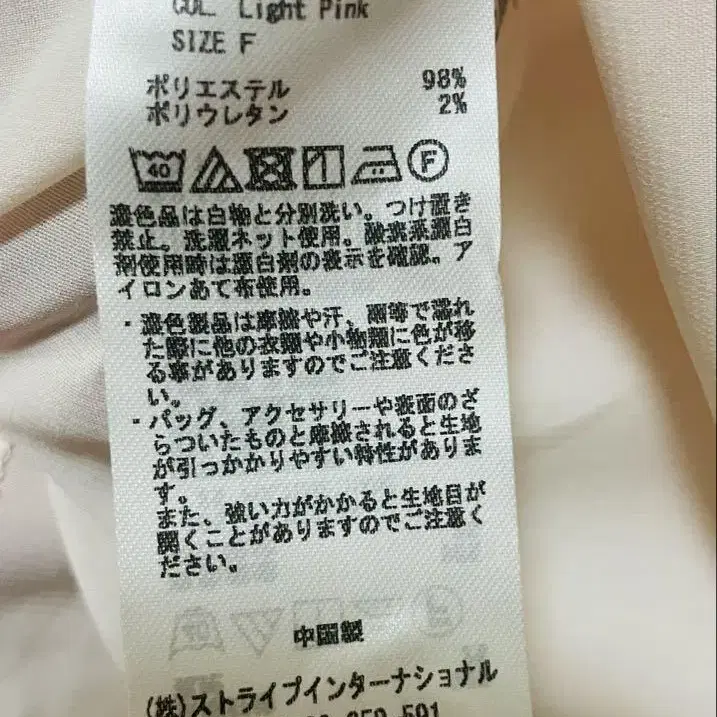 COL. Light Pink
SIZE F
ポリエステル 98%
ポリウレタン 2%
40 F
濃色品は白物と分別洗い。つけ置き
禁止。洗濯ネット使用。酸素系漂白
剤使用時は漂白剤の表示を確認。ア
イロンあて布使用。
・濃色製品は摩擦や汗、雨等で濡れ
た際に他の衣類や小物類に色が移
る事がありますのでご注意くださ
い。
・バッグ、アクセサリーや表面のざ
らついたものと摩擦されると生地
が引っかかりやすい特性がありま
す。
また、強い力がかかると生地目が
開くことがありますのでご注意く
ださい。
中国製
(株)ストライプインターナショナル